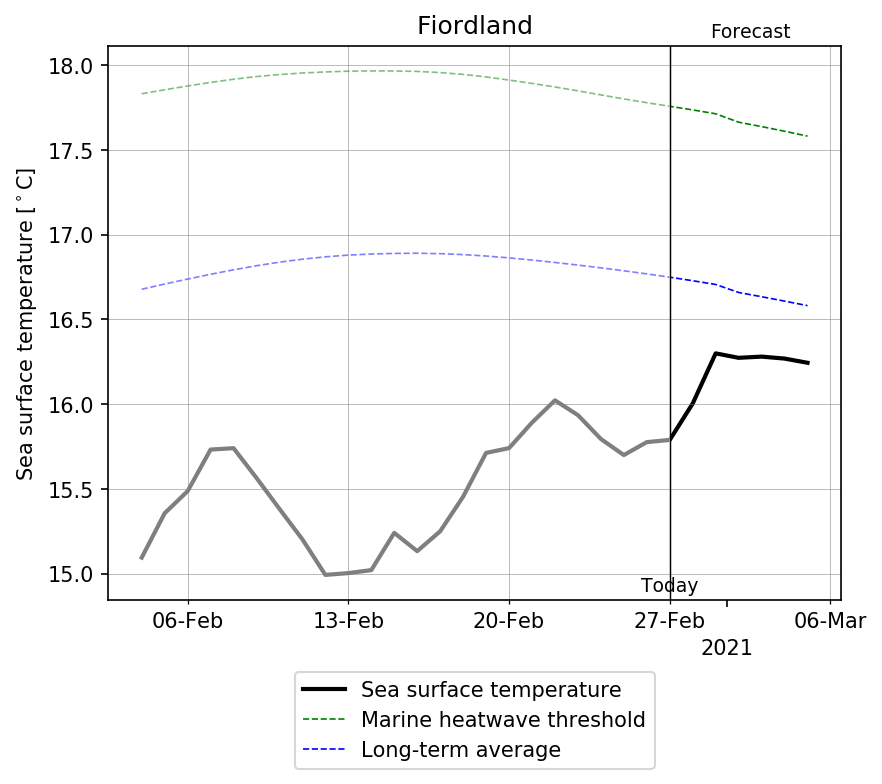 Fiordland
Forecast
18.0
17.5
17.0
16.5
16.0
15.5
15.0
Sea surface temperature [°C]
Today
06-Feb 13-Feb 20-Feb 27-Feb 06-Mar
2021
Sea surface temperature
Marine heatwave threshold
Long-term average